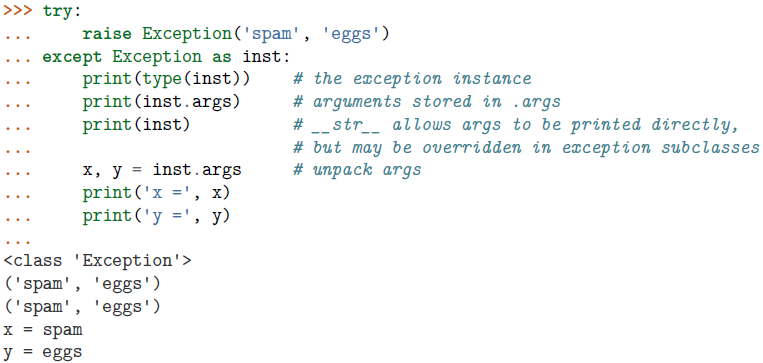 >>> try:
...     raise Exception('spam', 'eggs')
... except Exception as inst:
...     print(type(inst))    # the exception instance
...     print(inst.args)     # arguments stored in .args
...     print(inst)          # __str__ allows args to be printed directly,
...                          # but may be overridden in exception subclasses
...     x, y = inst.args     # unpack args
...     print('x =', x)
...     print('y =', y)
...
<class 'Exception'>
('spam', 'eggs')
('spam', 'eggs')
x = spam
y = eggs